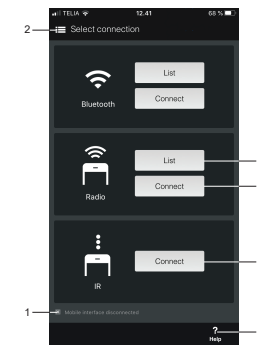 TELIA 12.41 68 %
2 Select connection
List
Connect
Bluetooth
List
Connect
Radio
Connect
IR
1 Mobile interface disconnected
?
Help